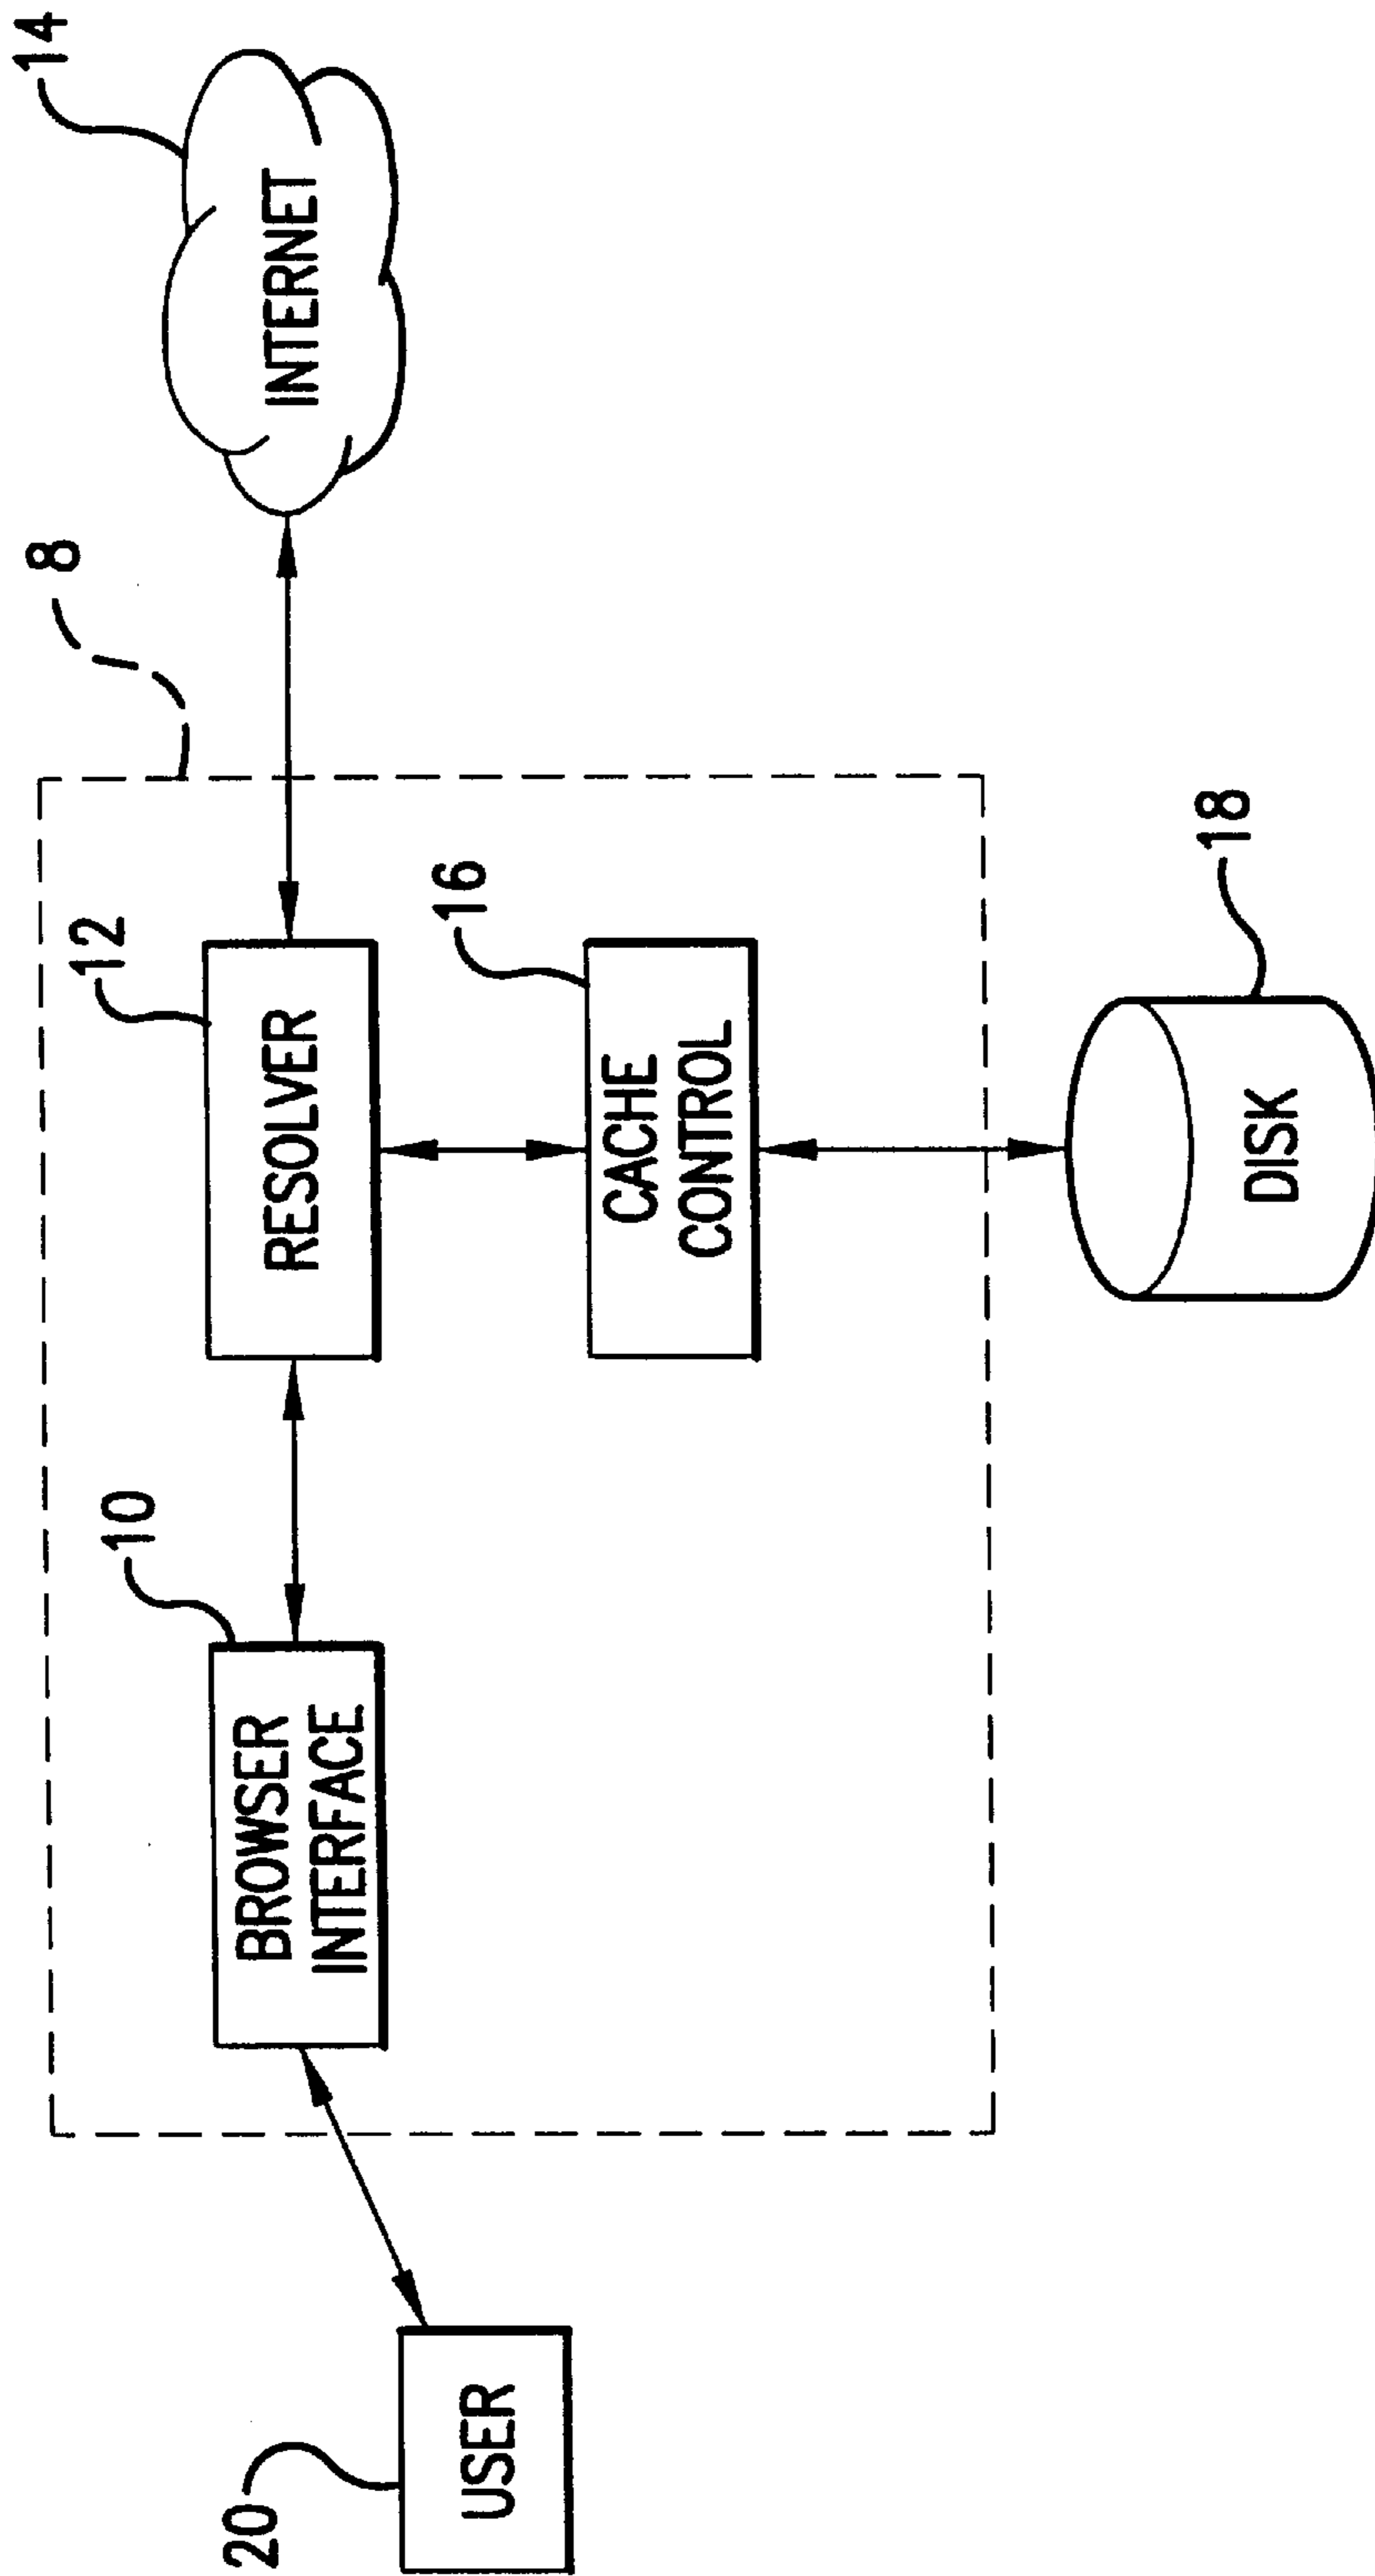 14
INTERNET
8
12
RESOLVER
16
CACHE
CONTROL
18
DISK
10
BROWSER
INTERFACE
20
USER